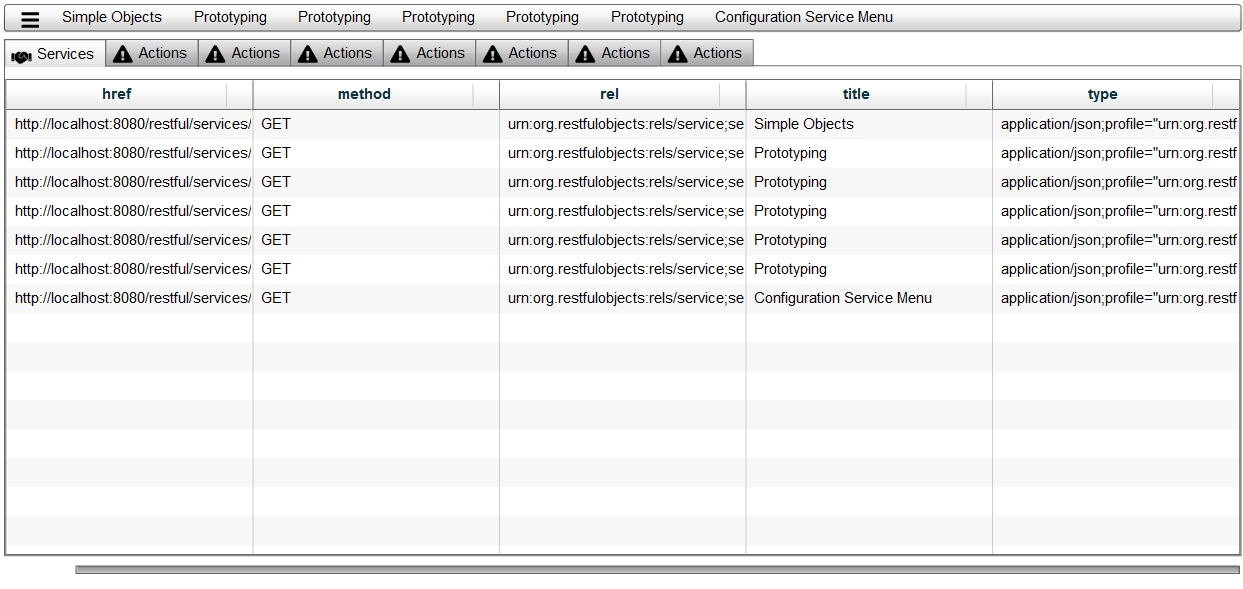 Simple Objects Prototyping Prototyping Prototyping Prototyping Prototyping Configuration Service Menu
Services Actions Actions Actions Actions Actions Actions Actions
href method rel title type
http://localhost:8080/restful/services/ GET urn:org.restfulobjects:rels/service;se Simple Objects application/json;profile="urn:org.restf
http://localhost:8080/restful/services/ GET urn:org.restfulobjects:rels/service;se Prototyping application/json;profile="urn:org.restf
http://localhost:8080/restful/services/ GET urn:org.restfulobjects:rels/service;se Prototyping application/json;profile="urn:org.restf
http://localhost:8080/restful/services/ GET urn:org.restfulobjects:rels/service;se Prototyping application/json;profile="urn:org.restf
http://localhost:8080/restful/services/ GET urn:org.restfulobjects:rels/service;se Prototyping application/json;profile="urn:org.restf
http://localhost:8080/restful/services/ GET urn:org.restfulobjects:rels/service;se Prototyping application/json;profile="urn:org.restf
http://localhost:8080/restful/services/ GET urn:org.restfulobjects:rels/service;se Configuration Service Menu application/json;profile="urn:org.restf